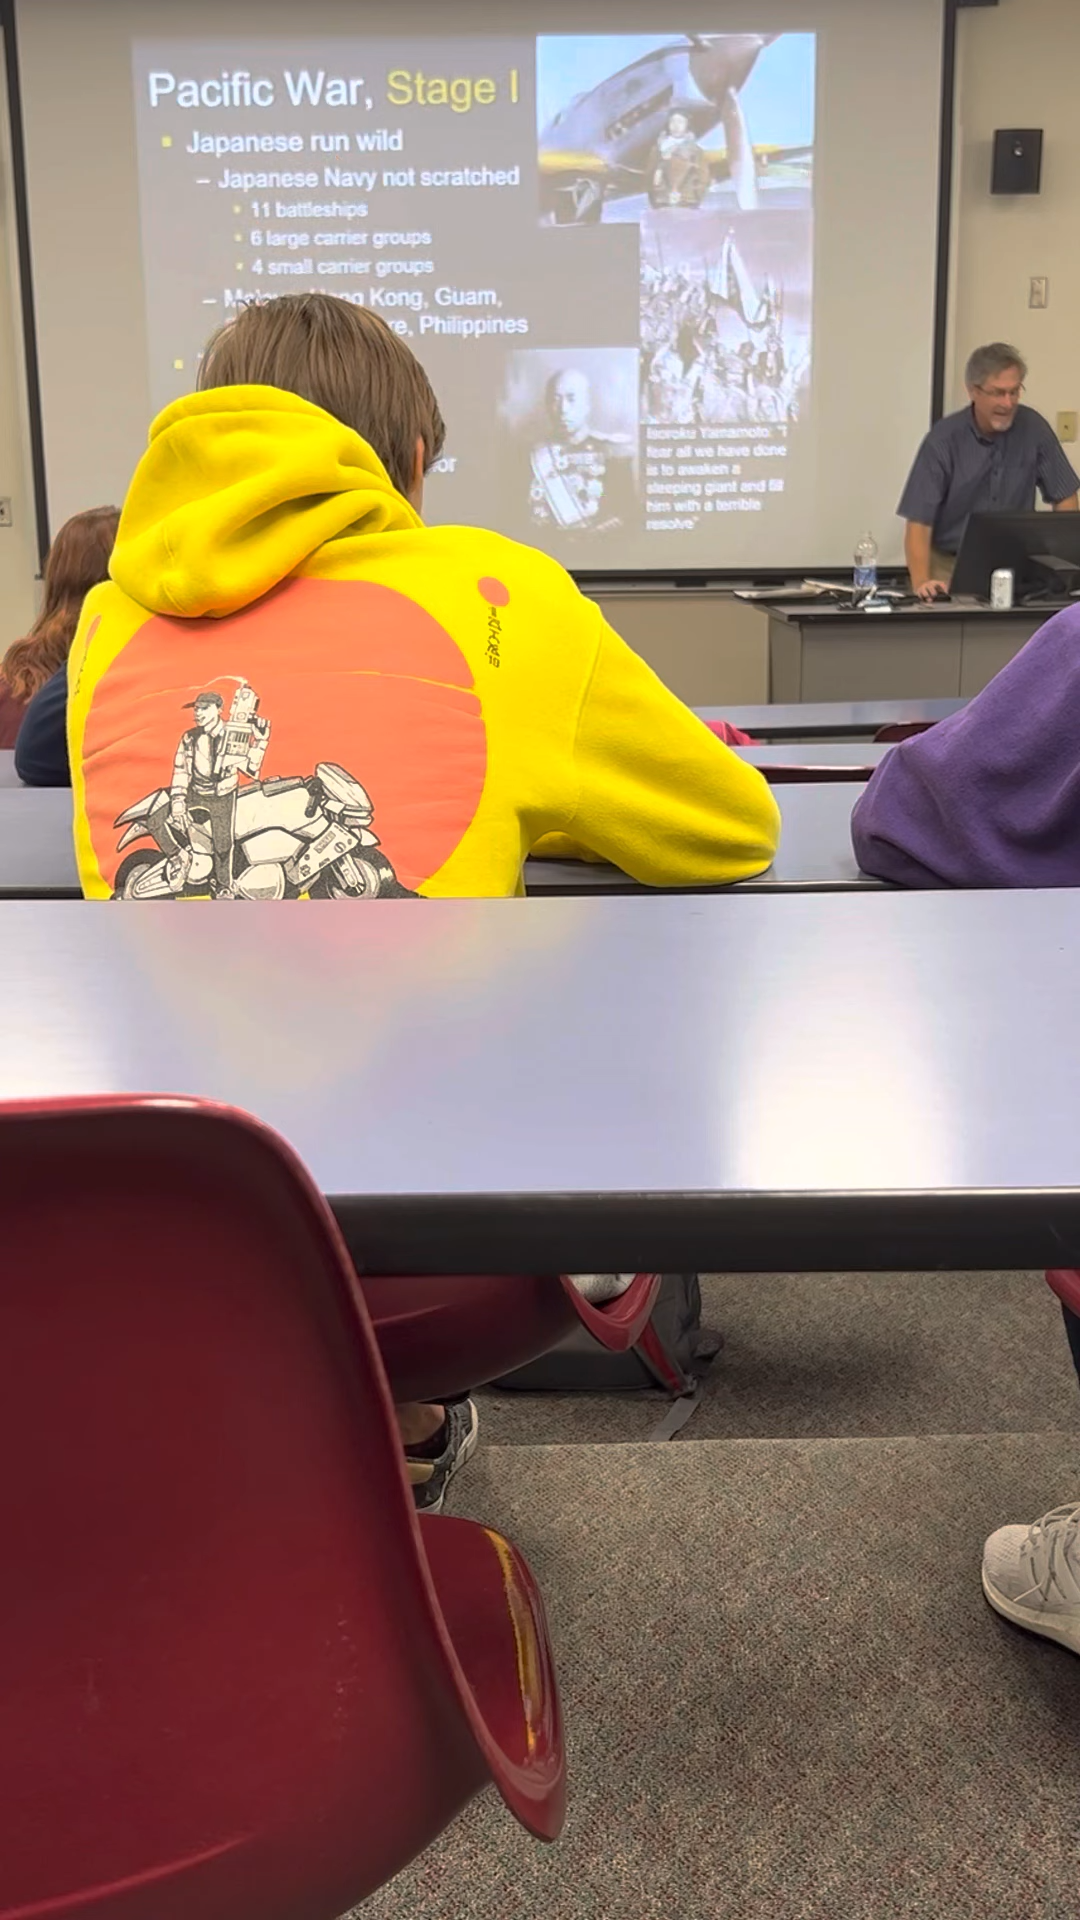 Pacific War, Stage I
Japanese run wild
– Japanese Navy not scratched
11 battleships
6 large carrier groups
4 small carrier groups
– Kong, Guam,
Philippines
Isoroku Yamamoto: "I
fear all we have done
is to awaken a
sleeping giant and fill
him with a terrible
resolve"